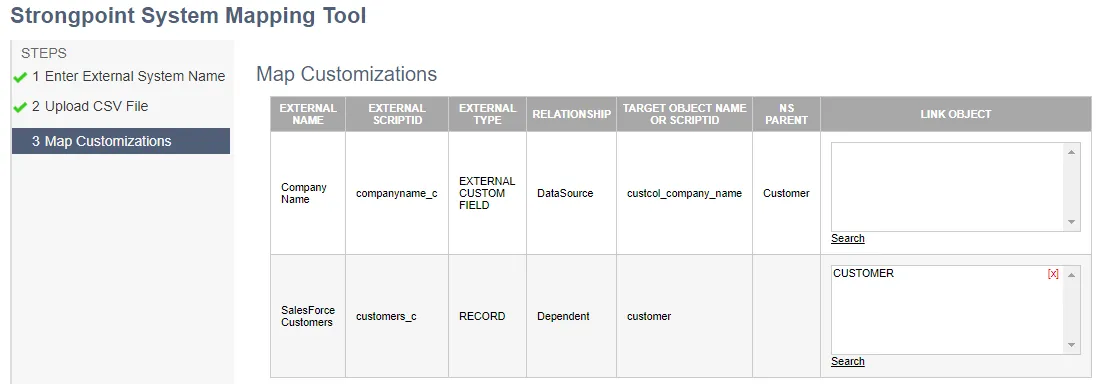 Strongpoint System Mapping Tool
STEPS
1 Enter External System Name
2 Upload CSV File
3 Map Customizations
Map Customizations
EXTERNAL NAME EXTERNAL SCRIPTID EXTERNAL TYPE RELATIONSHIP TARGET OBJECT NAME OR SCRIPTID NS PARENT LINK OBJECT
Company Name companyname_c EXTERNAL CUSTOM FIELD DataSource custcol_company_name Customer
Search
SalesForce Customers customers_c RECORD Dependent customer
CUSTOMER [x]
Search